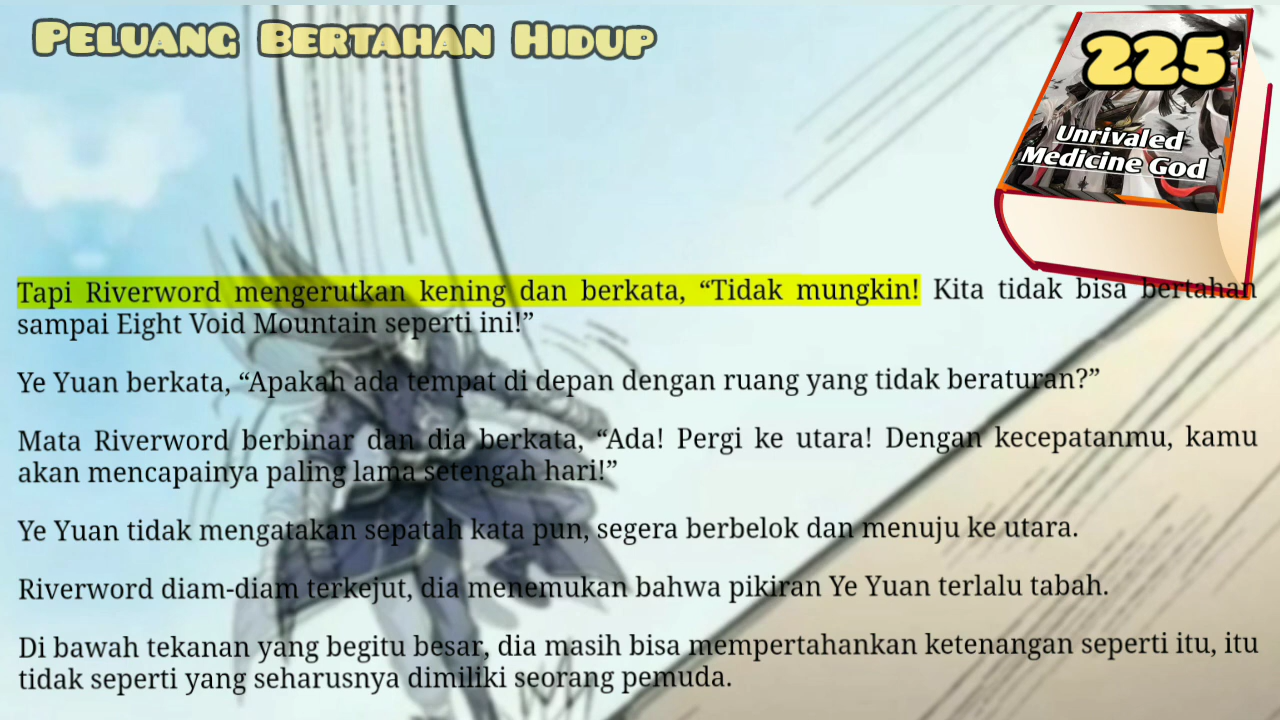 Peluang Bertahan Hidup
225
Unrivaled
Medicine God
Tapi Riverword mengerutkan kening dan berkata, “Tidak mungkin! Kita tidak bisa bertahan
sampai Eight Void Mountain seperti ini!”
Ye Yuan berkata, “Apakah ada tempat di depan dengan ruang yang tidak beraturan?”
Mata Riverword berbinar dan dia berkata, “Ada! Pergi ke utara! Dengan kecepatanmu, kamu
akan mencapainya paling lama setengah hari!”
Ye Yuan tidak mengatakan sepatah kata pun, segera berbelok dan menuju ke utara.
Riverword diam-diam terkejut, dia menemukan bahwa pikiran Ye Yuan terlalu tabah.
Di bawah tekanan yang begitu besar, dia masih bisa mempertahankan ketenangan seperti itu, itu
tidak seperti yang seharusnya dimiliki seorang pemuda.